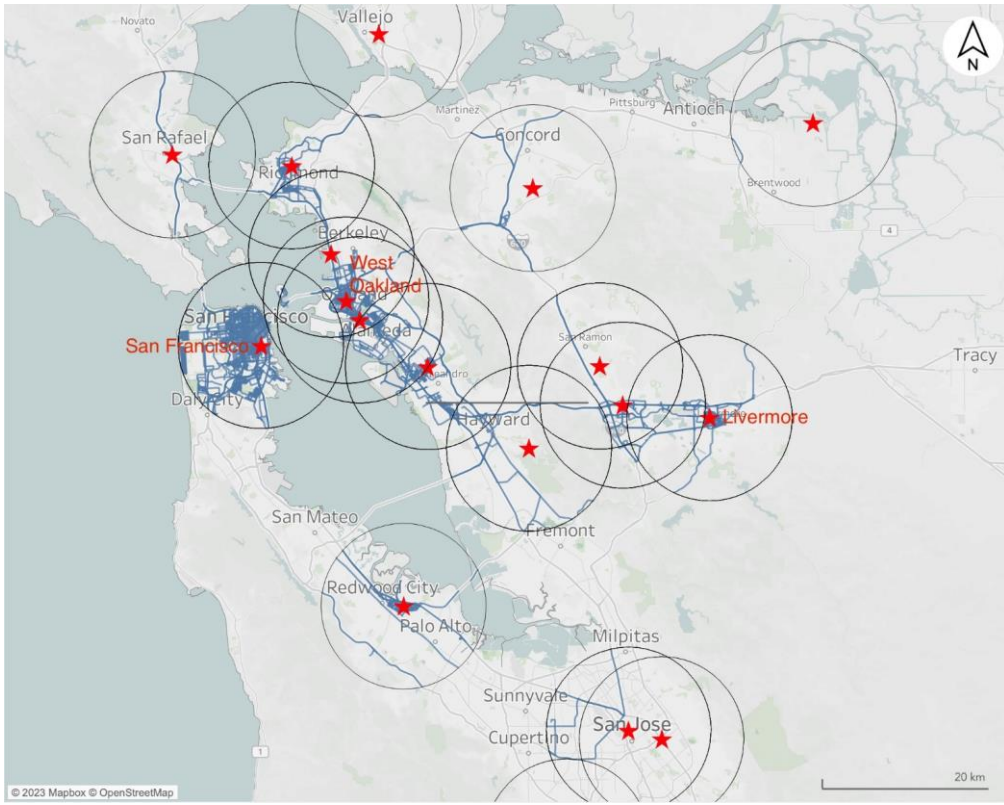 Novato
Vallejo
N
Martinez
Pittsburg
Antioch
San Rafael
Concord
Richmond
Brentwood
4
Berkeley
West
Oakland
Oakland
San Francisco
Alameda
San Francisco
San Ramon
Tracy
Leandro
Daly City
Hayward
Livermore
San Mateo
Fremont
Redwood City
Palo Alto
Milpitas
Sunnyvale
San Jose
Cupertino
1
20 km
© 2023 Mapbox © OpenStreetMap